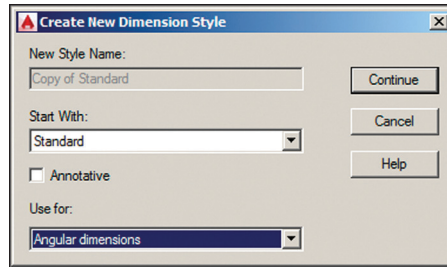 Create New Dimension Style
New Style Name:
Copy of Standard
Continue
Start With:
Standard
Cancel
Annotative
Help
Use for:
Angular dimensions